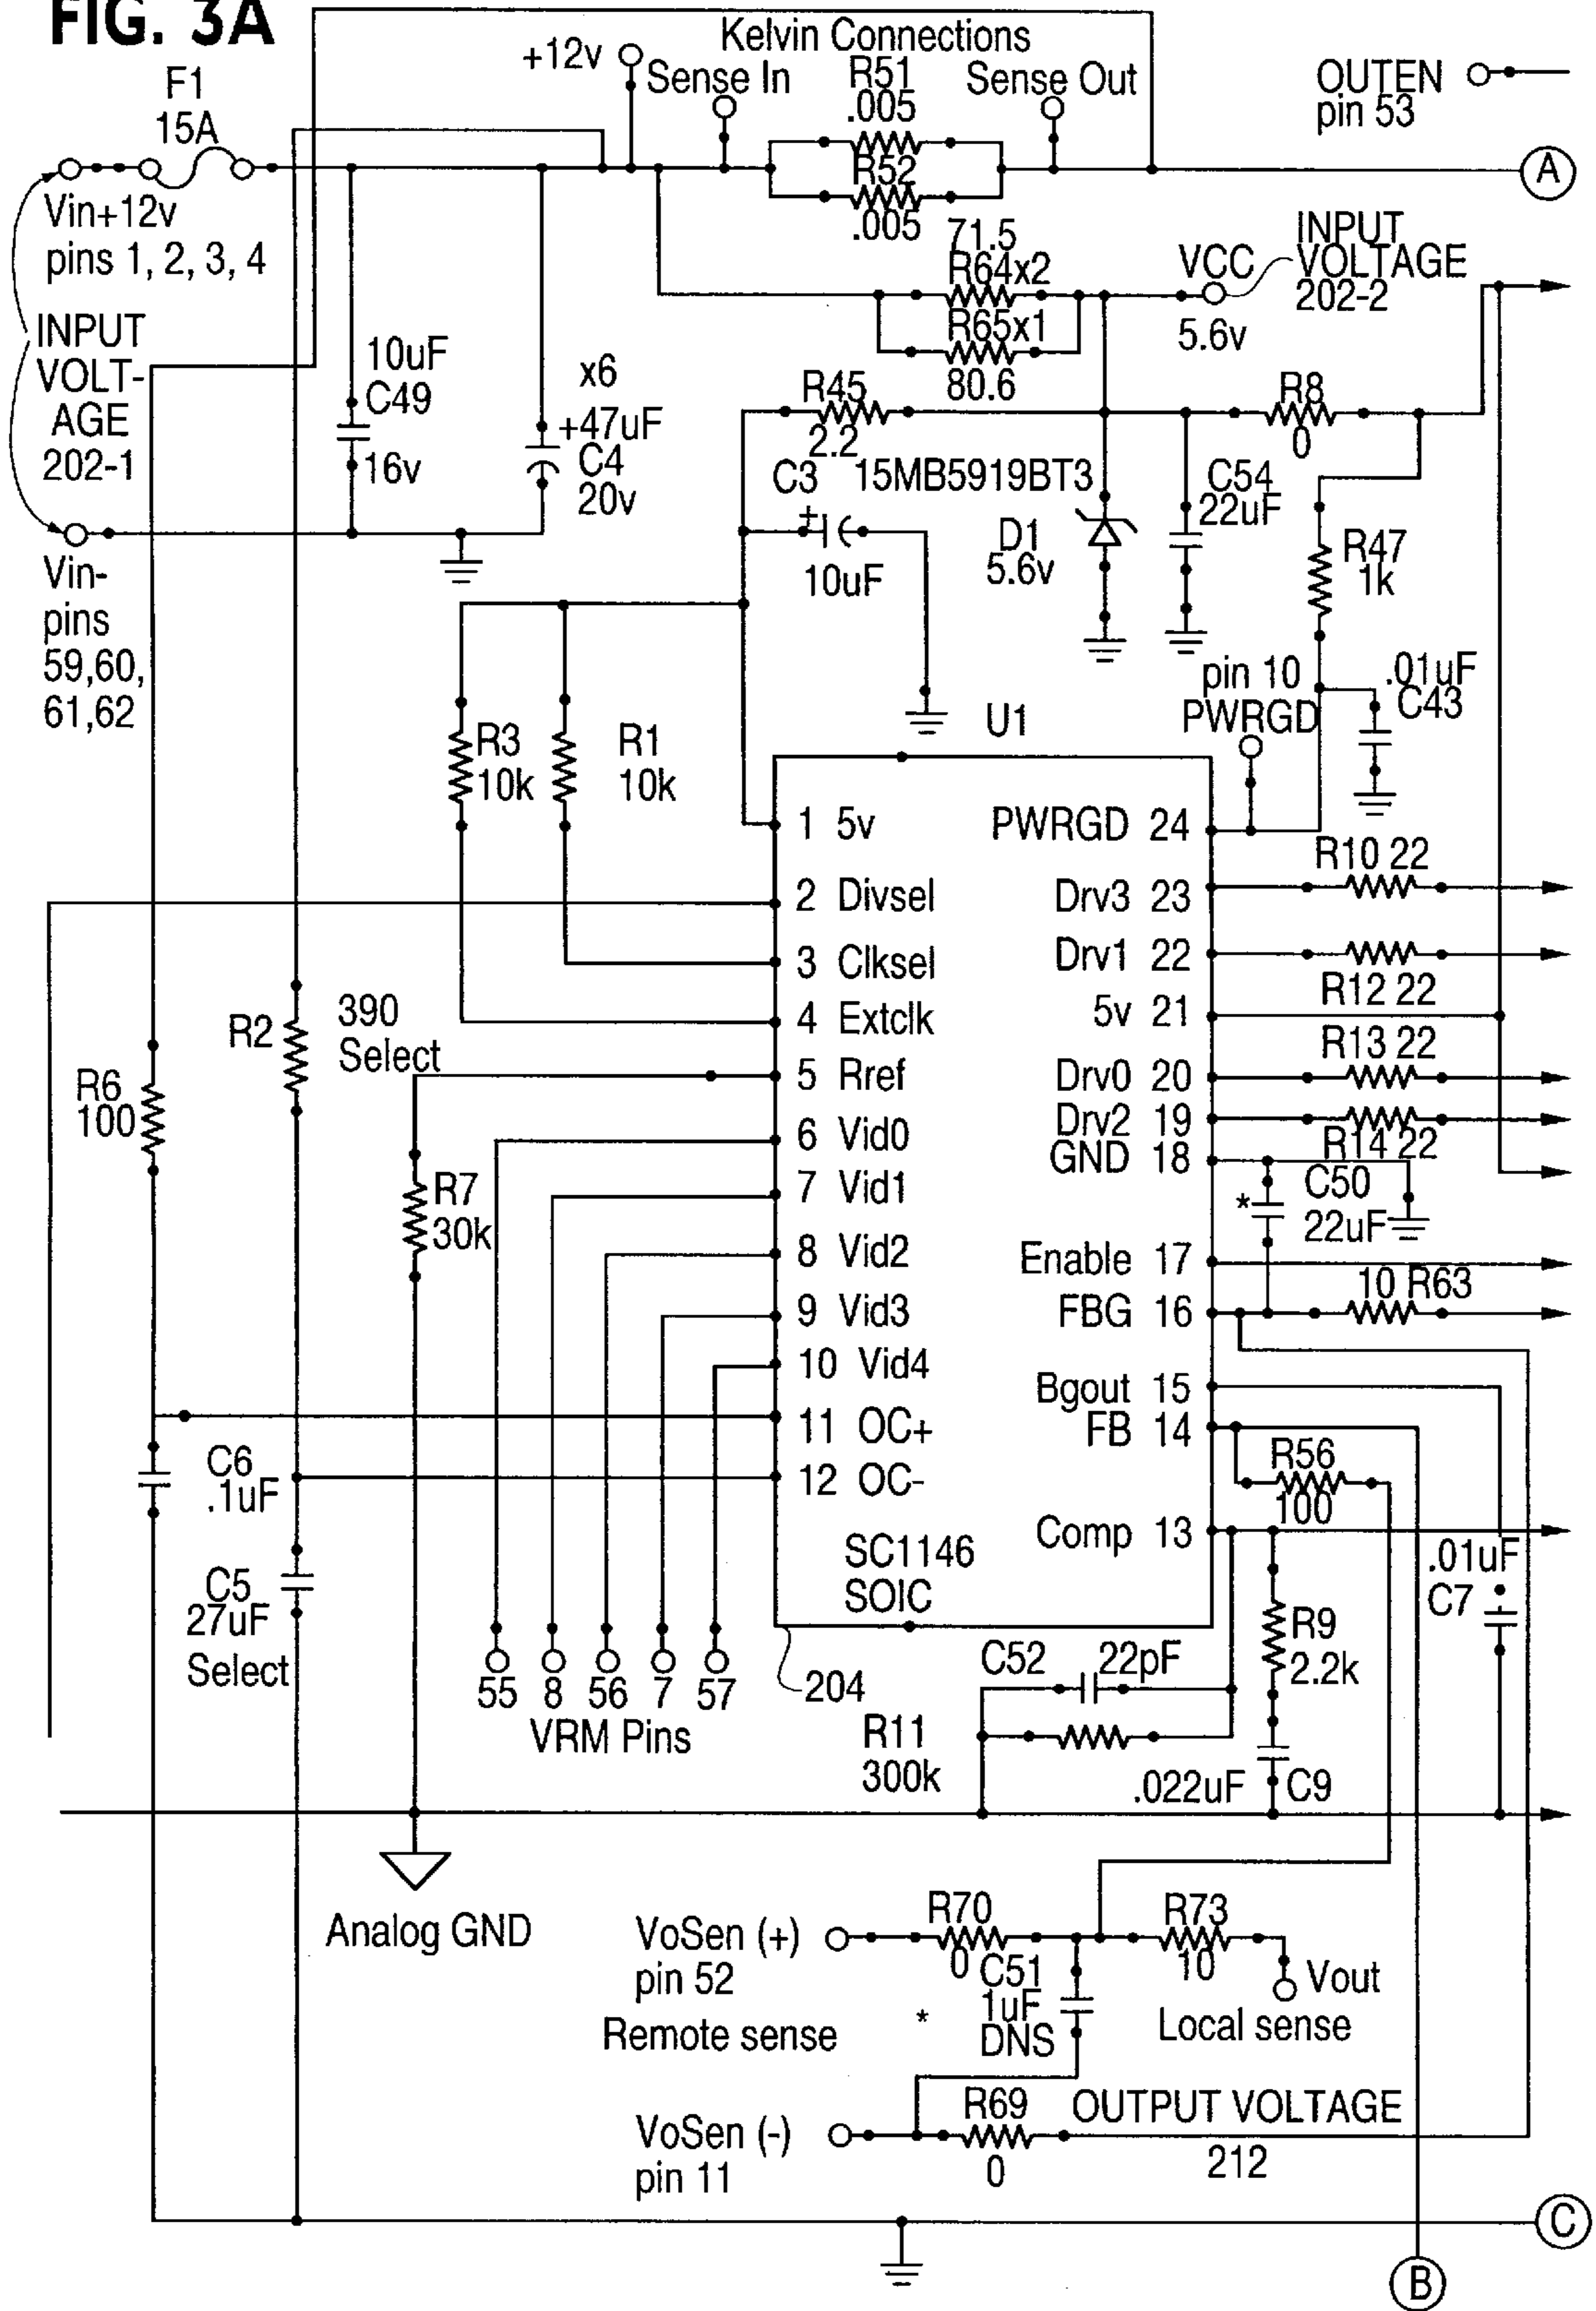 FIG. 3A
Kelvin Connections
+12v
Sense In
R51
.005
Sense Out
OUTEN
pin 53
F1
15A
R52
.005
A
Vin+12v
pins 1, 2, 3, 4
71.5
R64x2
VCC
INPUT
VOLTAGE
202-2
INPUT
VOLT-
AGE
202-1
R65x1
80.6
5.6v
10uF
C49
16v
x6
+47uF
C4
20v
R45
2.2
R8
0
C3
15MB5919BT3
C54
22uF
+
10uF
D1
5.6v
R47
1k
Vin-
pins
59,60,
61,62
pin 10
PWRGD
.01uF
C43
U1
R3
10k
R1
10k
1 5v
PWRGD 24
R10 22
2 Divsel
Drv3 23
3 Clksel
Drv1 22
R12 22
4 Extclk
5v 21
R13 22
R2
390
Select
5 Rref
Drv0 20
R6
100
6 Vid0
Drv2 19
R14 22
GND 18
R7
30k
7 Vid1
*
C50
22uF
8 Vid2
Enable 17
10 R63
9 Vid3
FBG 16
10 Vid4
Bgout 15
11 OC+
FB 14
R56
100
C6
.1uF
12 OC-
Comp 13
SC1146
SOIC
.01uF
C7
C5
27uF
Select
R9
2.2k
C52
22pF
55 8 56 7 57
VRM Pins
204
R11
300k
.022uF
C9
Analog GND
R70
0
R73
10
VoSen (+)
pin 52
C51
1uF
DNS
*
Vout
Remote sense
Local sense
R69
0
OUTPUT VOLTAGE
212
VoSen (-)
pin 11
C
B